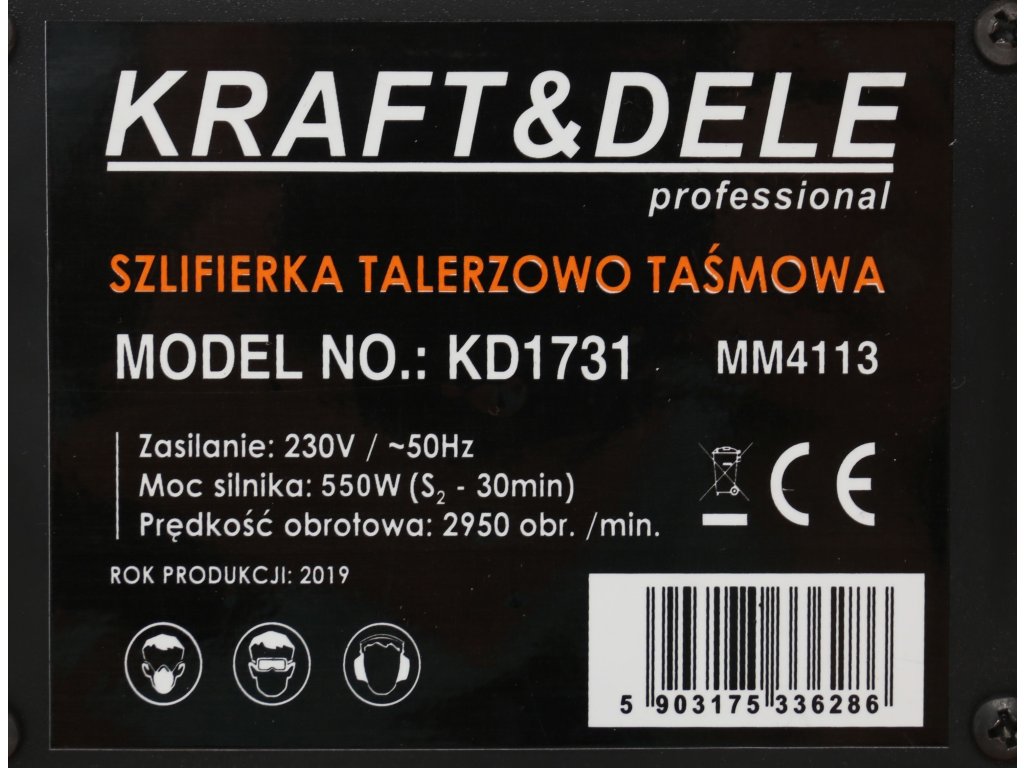 KRAFT&DELE
professional
SZLIFIERKA TALERZOWO TAŚMOWA
MODEL NO.: KD1731 MM4113
Zasilanie: 230V / ~50Hz
Moc silnika: 550W (S₂ - 30min)
Prędkość obrotowa: 2950 obr. /min.
CE
ROK PRODUKCJI: 2019
5 903175 336286